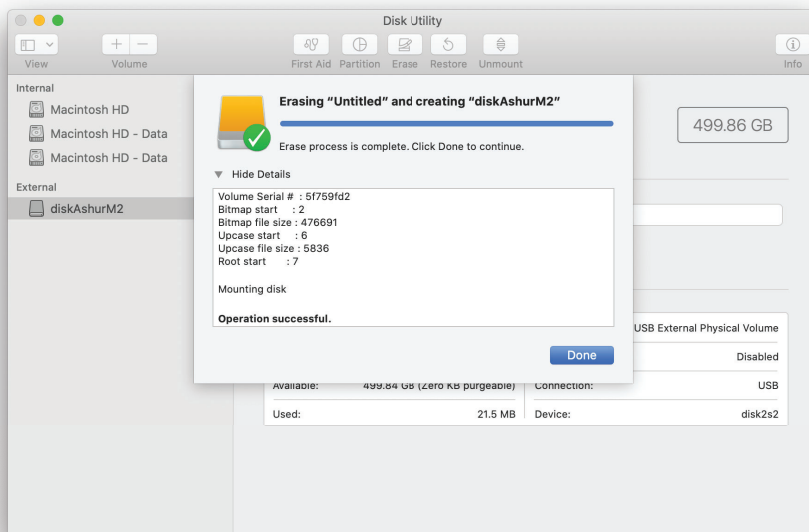 Disk Utility
View
Volume
First Aid
Partition
Erase
Restore
Unmount
Info
Internal
Macintosh HD
Macintosh HD - Data
Macintosh HD - Data
External
diskAshurM2
Erasing “Untitled” and creating “diskAshurM2”
Erase process is complete. Click Done to continue.
Hide Details
Volume Serial # : 5f759fd2
Bitmap start : 2
Bitmap file size : 476691
Upcase start : 6
Upcase file size : 5836
Root start : 7
Mounting disk
Operation successful.
Done
499.86 GB
USB External Physical Volume
Disabled
Available: 499.84 GB (Zero KB purgeable)
Connection: USB
Used: 21.5 MB
Device: disk2s2